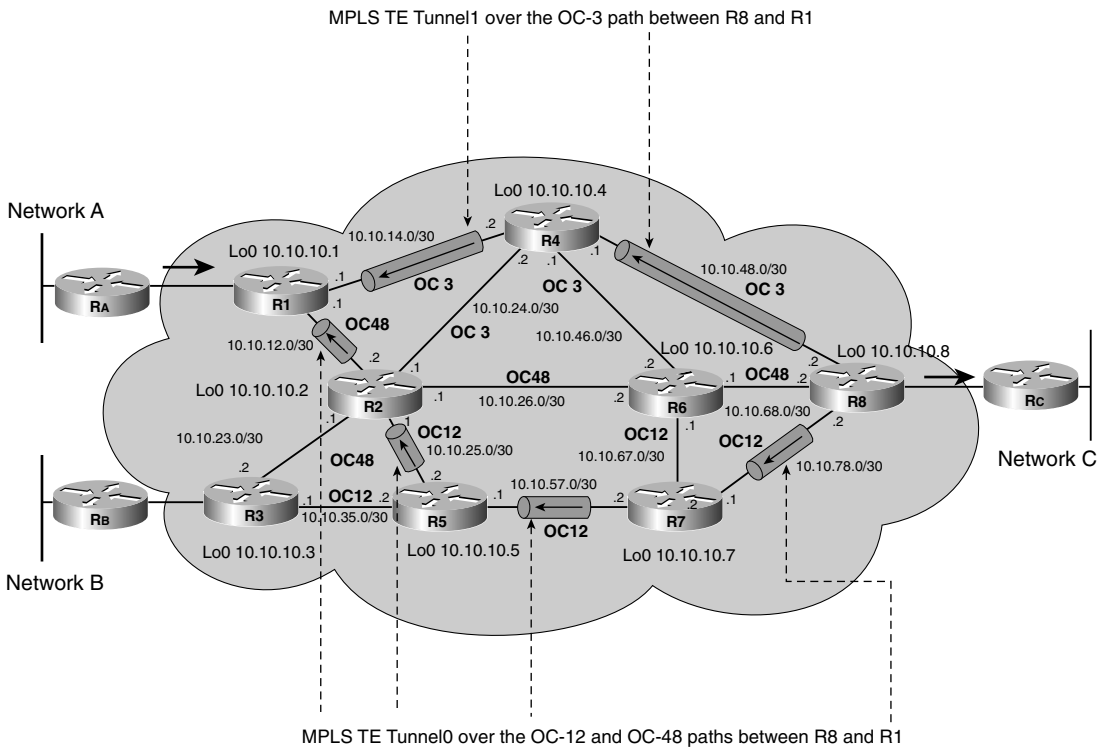 MPLS TE Tunnel1 over the OC-3 path between R8 and R1
Lo0 10.10.10.4
Network A
.2
R4
10.10.14.0/30
Lo0 10.10.10.1
.2
.1
.1
10.10.48.0/30
OC 3
RA
R1
.1
.1
OC 3
OC 3
10.10.24.0/30
OC48
OC 3
10.10.46.0/30
10.10.12.0/30
.2
.2
Lo0 10.10.10.6
Lo0 10.10.10.8
Lo0 10.10.10.2
.1
OC48
.1
OC48
.2
.2
R2
.1
10.10.26.0/30
.2
R6
.2
R8
RC
10.10.23.0/30
.1
.1
OC12
OC12
.1
10.10.68.0/30
.2
OC12
10.10.25.0/30
10.10.67.0/30
10.10.78.0/30
Network C
.2
OC48
.2
10.10.57.0/30
RB
R3
.1
OC12
.2
R5
.1
.2
.2
.1
R7
10.10.35.0/30
OC12
Lo0 10.10.10.3
Lo0 10.10.10.5
Lo0 10.10.10.7
Network B
MPLS TE Tunnel0 over the OC-12 and OC-48 paths between R8 and R1